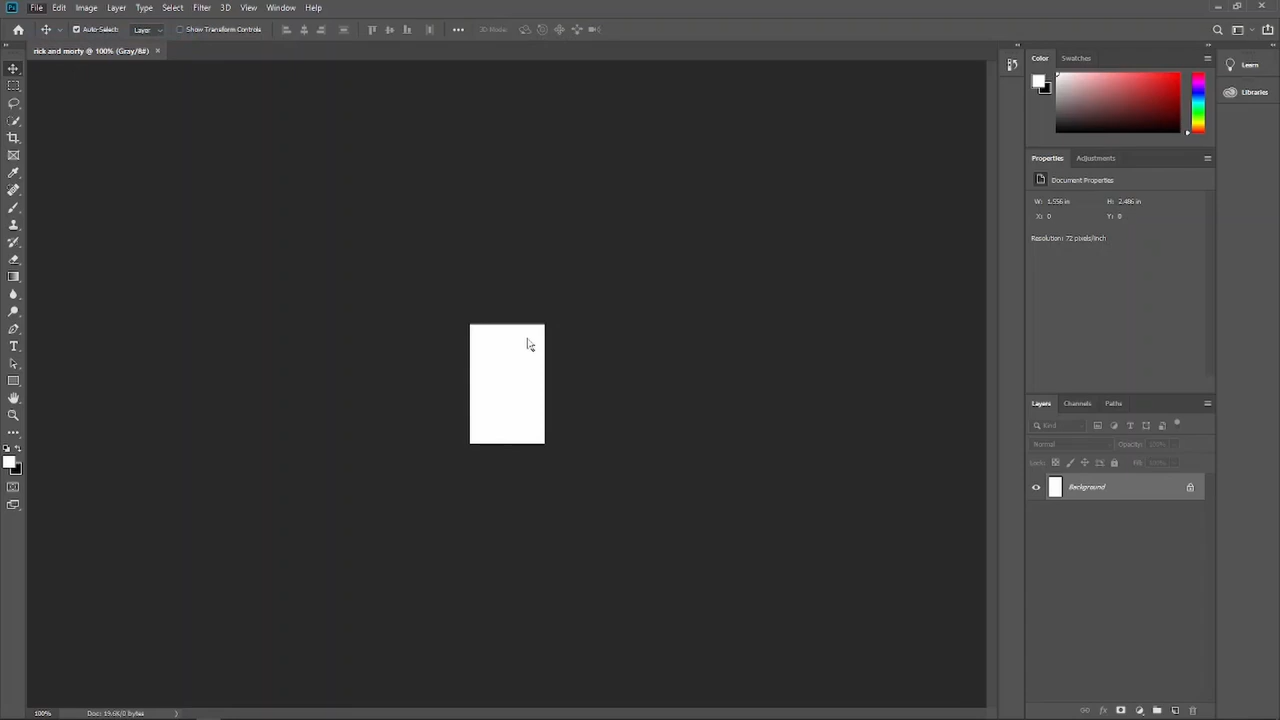 Ps File Edit Image Layer Type Select Filter 3D View Window Help
Auto-Select: Layer Show Transform Controls 3D Mode:
rick and morty @ 100% (Gray/8#)
Color Swatches
Learn
Libraries
Properties Adjustments
Document Properties
W: 1.556 in H: 2.486 in
X: 0 Y: 0
Resolution: 72 pixels/inch
Layers Channels Paths
Kind
Normal Opacity: 100%
Lock: Fill: 100%
Background
100% Doc: 19.6K/0 bytes